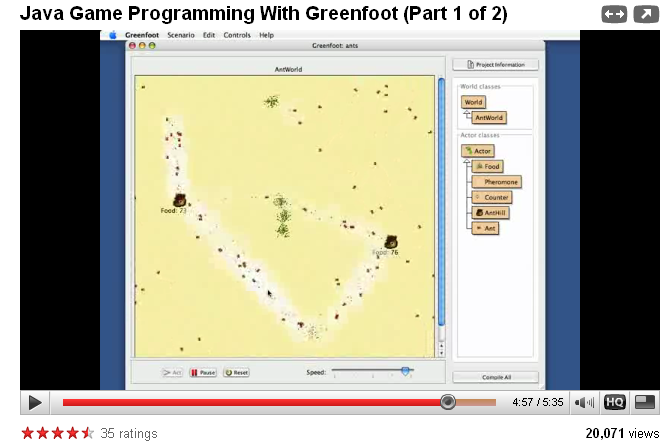 Java Game Programming With Greenfoot (Part 1 of 2)
Greenfoot Scenario Edit Controls Help
Greenfoot: ants
AntWorld
Project Information
World classes
World
AntWorld
Actor classes
Actor
Food
Pheromone
Counter
AntHill
Ant
Food: 73
Food: 76
Act Pause Reset Speed:
Compile All
4:57 / 5:35 HQ
35 ratings 20,071 views